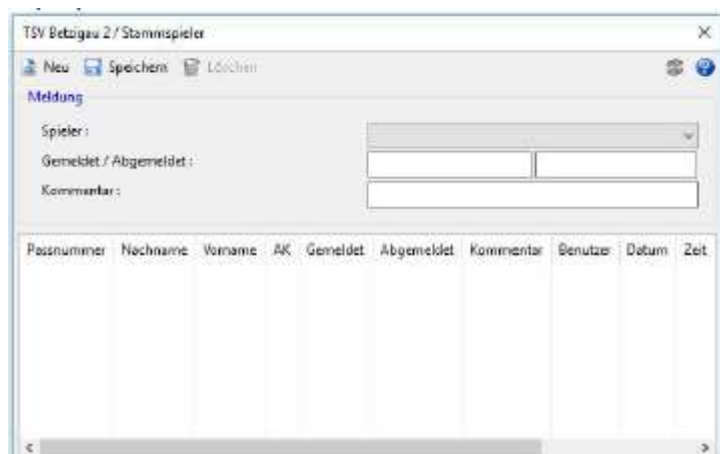 TSV Betzigau 2 / Stammspieler
Neu Speichern Löschen
Meldung
Spieler :
Gemeldet / Abgemeldet :
Kommentar :
Passnummer Nachname Vorname AK Gemeldet Abgemeldet Kommentar Benutzer Datum Zeit